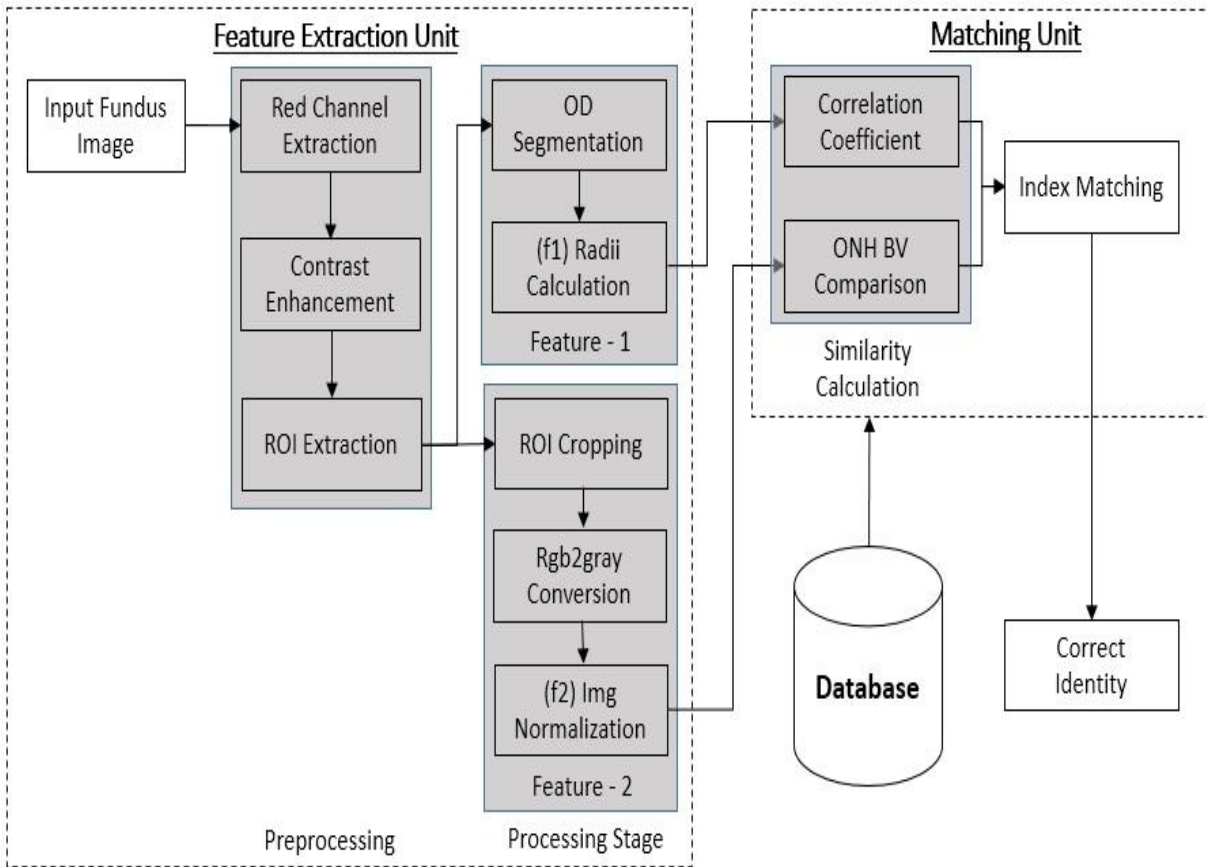 Feature Extraction Unit
Input Fundus
Image
Red Channel
Extraction
Contrast
Enhancement
ROI Extraction
Preprocessing
OD
Segmentation
(f1) Radii
Calculation
Feature - 1
ROI Cropping
Rgb2gray
Conversion
(f2) Img
Normalization
Feature - 2
Processing Stage
Matching Unit
Correlation
Coefficient
ONH BV
Comparison
Similarity
Calculation
Index Matching
Database
Correct
Identity